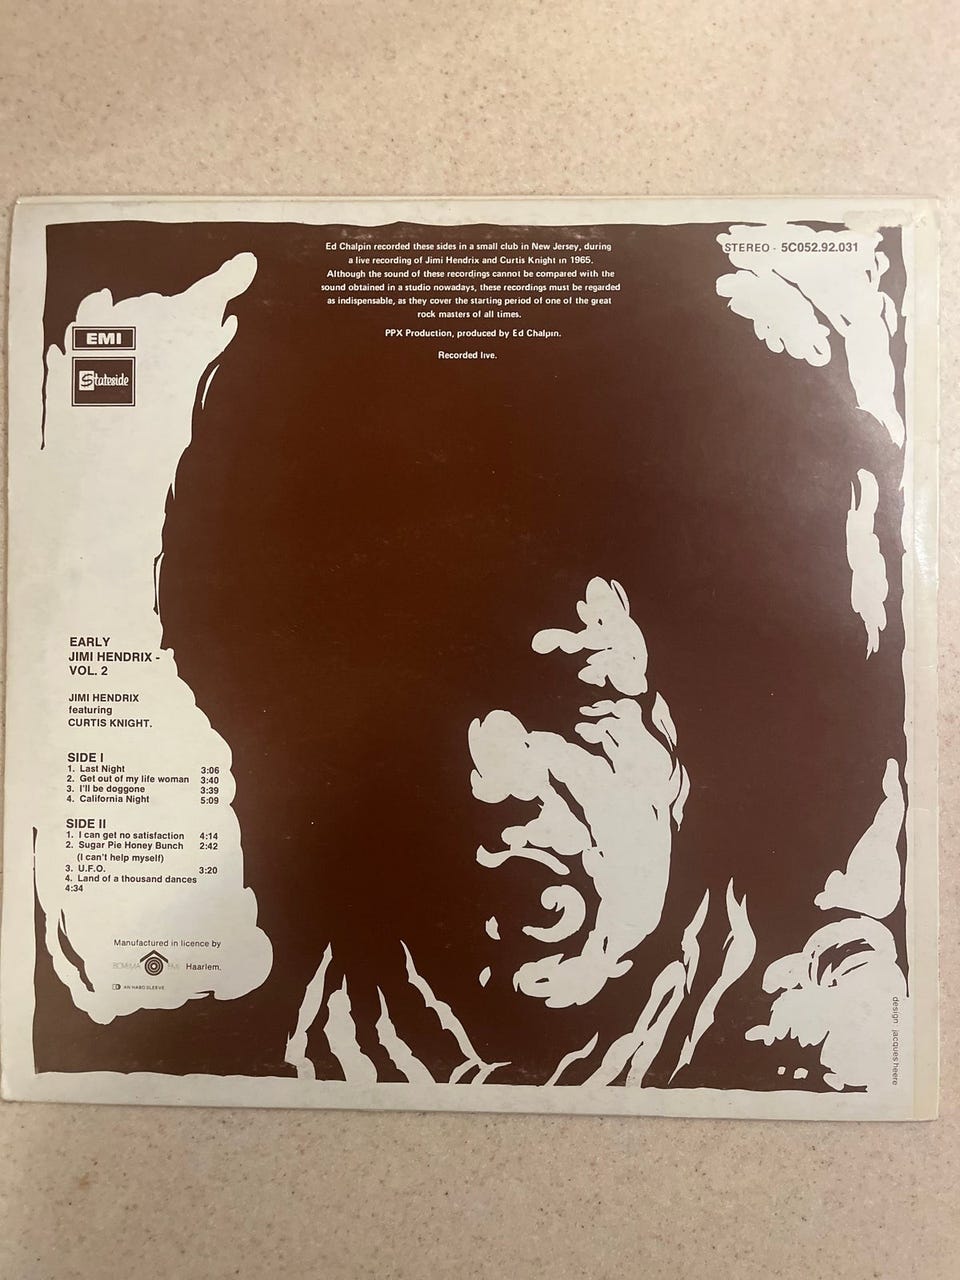 Ed Chalpin recorded these sides in a small club in New Jersey, during
a live recording of Jimi Hendrix and Curtis Knight in 1965.
Although the sound of these recordings cannot be compared with the
sound obtained in a studio nowadays, these recordings must be regarded
as indispensable, as they cover the starting period of one of the great
rock masters of all times.
PPX Production, produced by Ed Chalpin.
Recorded live.
STEREO - 5C052.92.031
EMI
Stateside
EARLY
JIMI HENDRIX -
VOL. 2
JIMI HENDRIX
featuring
CURTIS KNIGHT.
SIDE I
1. Last Night 3:06
2. Get out of my life woman 3:40
3. I'll be doggone 3:39
4. California Night 5:09
SIDE II
1. I can get no satisfaction 4:14
2. Sugar Pie Honey Bunch 2:42
(I can't help myself)
3. U.F.O. 3:20
4. Land of a thousand dances
4:34
Manufactured in licence by
BOVEMA EMI Haarlem.
AN HABO SLEEVE
design: jacques heere